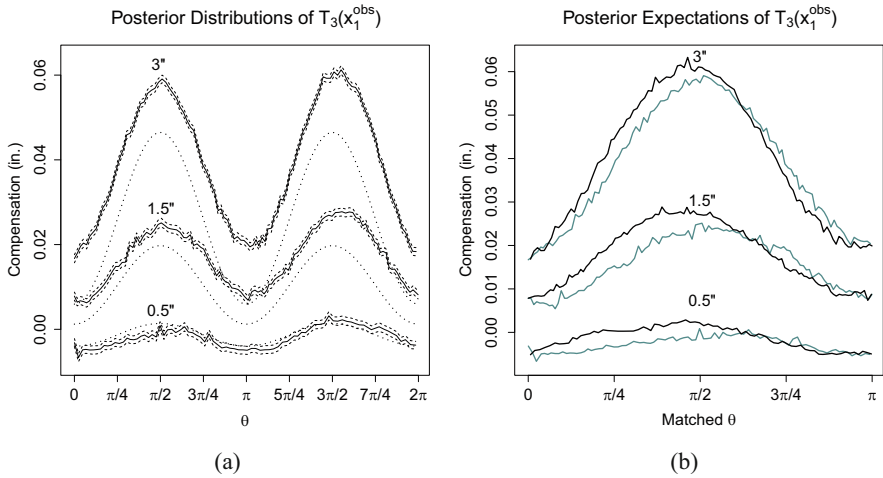 Posterior Distributions of T₃(x₁ᵒᵇˢ)
Compensation (in.)
0.06
0.04
0.02
0.00
3"
1.5"
0.5"
0 π/4 π/2 3π/4 π 5π/4 3π/2 7π/4 2π
θ
(a)
Posterior Expectations of T₃(x₁ᵒᵇˢ)
Compensation (in.)
0.06
0.05
0.04
0.03
0.02
0.01
0.00
3"
1.5"
0.5"
0 π/4 π/2 3π/4 π
Matched θ
(b)